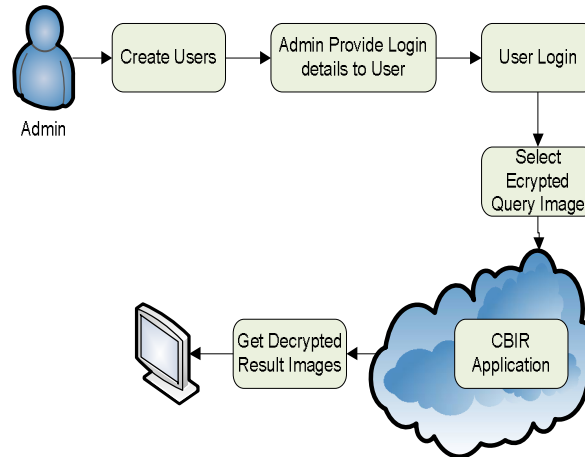 Create Users
Admin Provide Login
details to User
User Login
Admin
Select
Ecrypted
Query Image
CBIR
Application
Get Decrypted
Result Images